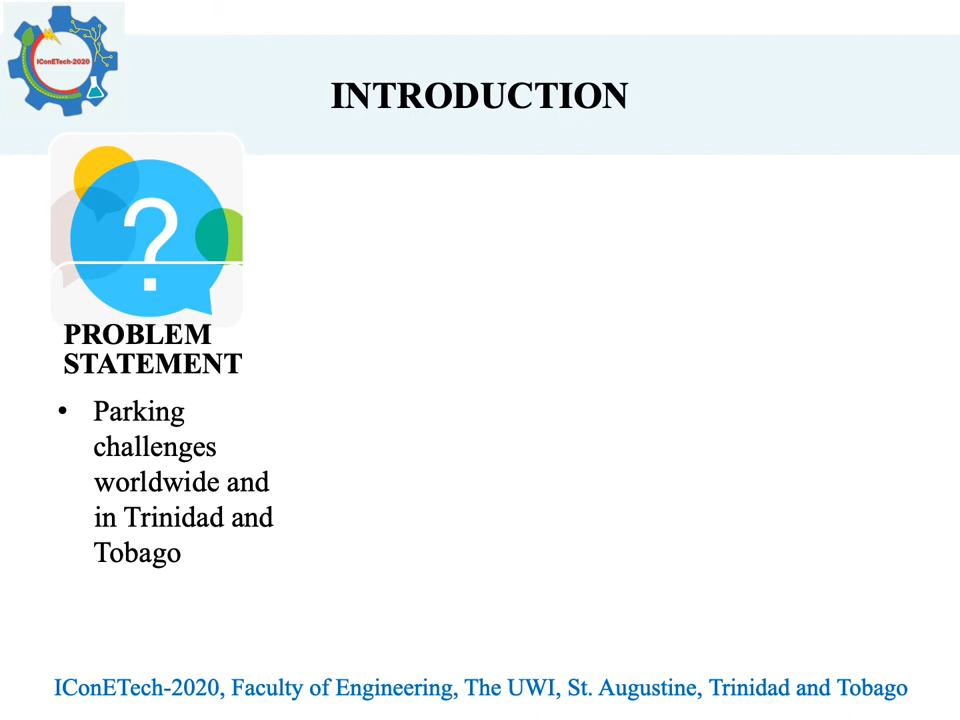 IConETech-2020
INTRODUCTION
?
PROBLEM
STATEMENT
• Parking
challenges
worldwide and
in Trinidad and
Tobago
IConETech-2020, Faculty of Engineering, The UWI, St. Augustine, Trinidad and Tobago